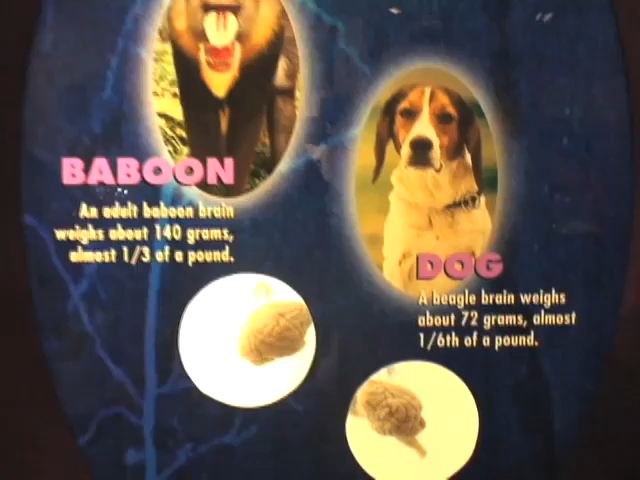 BABOON
An adult baboon brain
weighs about 140 grams,
almost 1/3 of a pound.
DOG
A beagle brain weighs
about 72 grams, almost
1/6th of a pound.